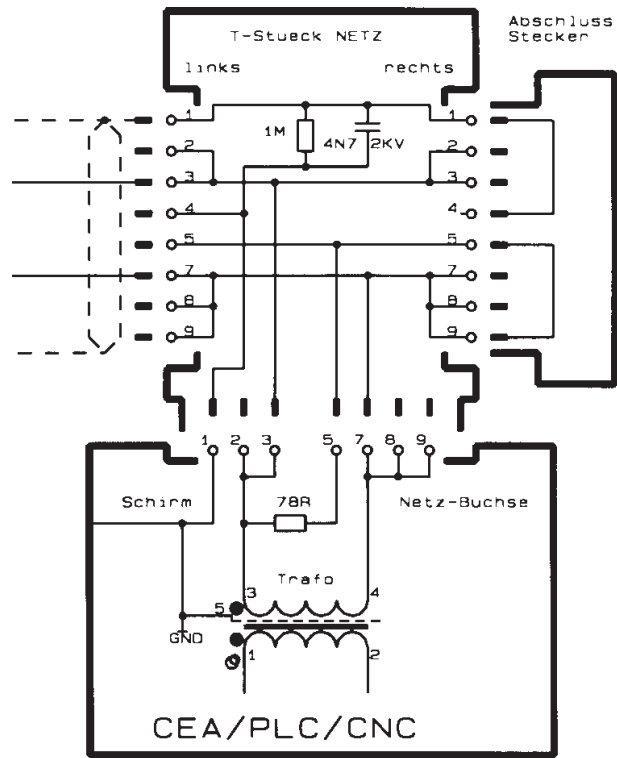 Abschluss
Stecker
T-Stueck NETZ
links rechts
1 1
1M 4N7 2KV
2 2
3 3
4 4
5 5
7 7
8 8
9 9
1 2 3 5 7 8 9
Schirm 78R Netz-Buchse
Trafo
3 4
5
GND
1 2
CEA/PLC/CNC